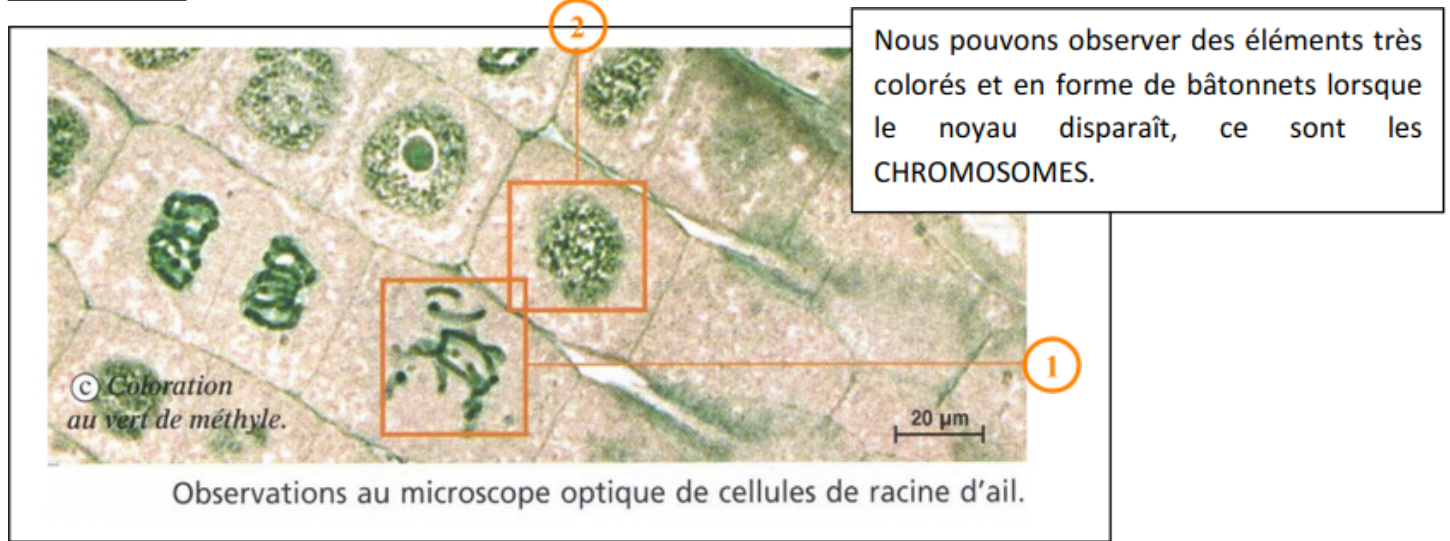 2
Nous pouvons observer des éléments très
colorés et en forme de bâtonnets lorsque
le noyau disparaît, ce sont les
CHROMOSOMES.
1
c Coloration
au vert de méthyle.
20 µm
Observations au microscope optique de cellules de racine d'ail.